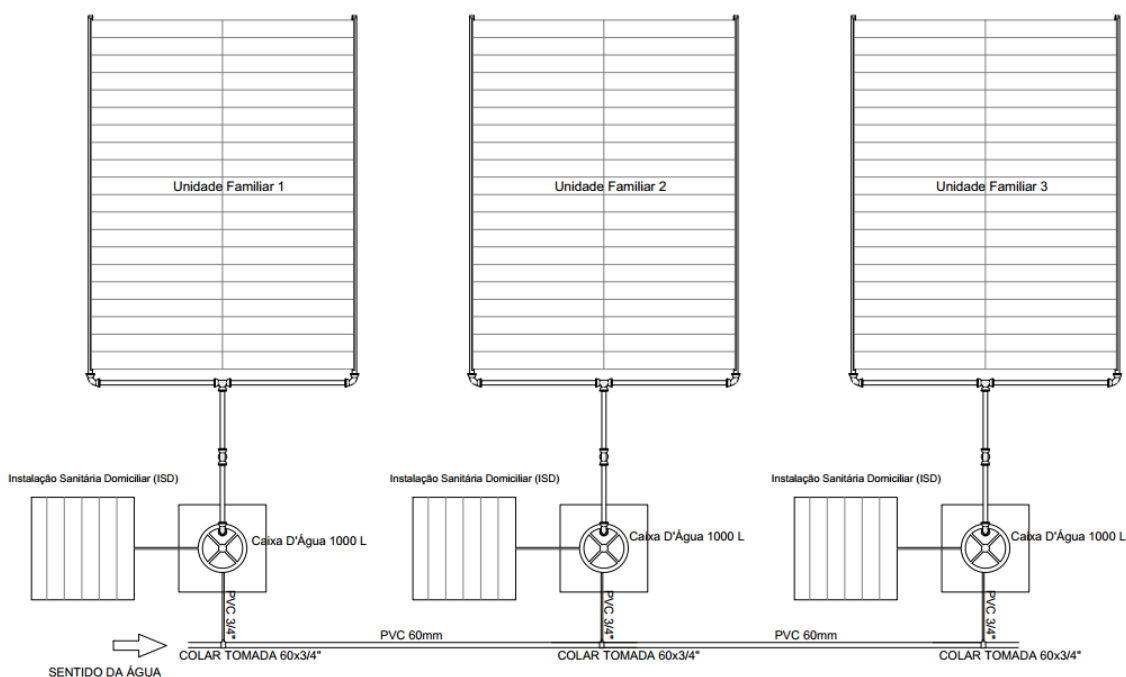 Unidade Familiar 1
Unidade Familiar 2
Unidade Familiar 3
Instalação Sanitária Domiciliar (ISD)
Instalação Sanitária Domiciliar (ISD)
Instalação Sanitária Domiciliar (ISD)
Caixa D'Água 1000 L
Caixa D'Água 1000 L
Caixa D'Água 1000 L
PVC 3/4"
PVC 3/4"
PVC 3/4"
PVC 60mm
PVC 60mm
COLAR TOMADA 60x3/4"
COLAR TOMADA 60x3/4"
COLAR TOMADA 60x3/4"
SENTIDO DA ÁGUA